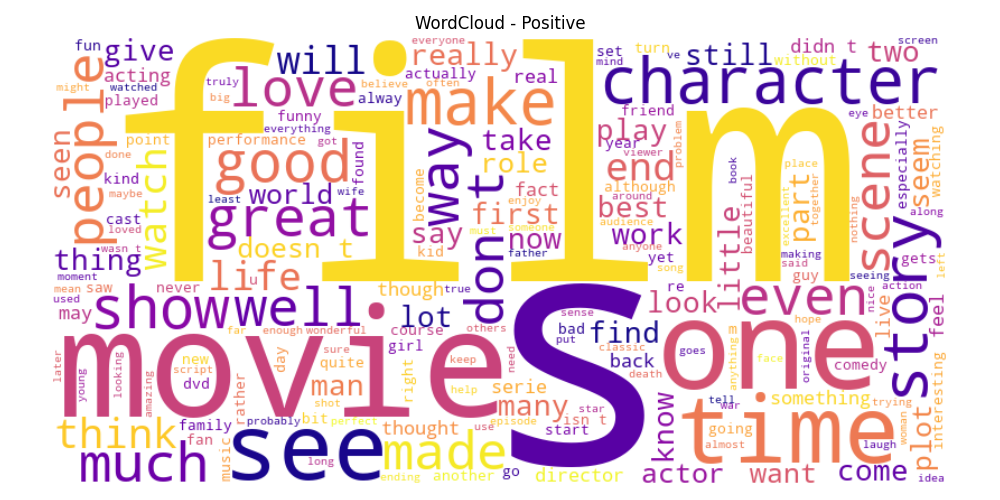 WordCloud - Positive
fun give will everyone really still set mind turn ve didn t without two screen
might watched acting played truly big love alway actually believe often real make character
people film funny everything got take friend play year viewer problem eye better
seen point performance good way role end seem especially watching
done kind found wife least world fact although best book place excellent together part scene
maybe cast loved great become say first enjoy someone now around audience work little beautiful nothing along
wasn t doesn t kid don t must father anyone yet song making said guy gets left
thing moment life u though true re look even seeing action nice story
mean saw never used may show well lot sense bad put find live feel
far enough wonderful course others girl classic back goes m anything hope original interesting
movie s one comedy
later young looking amazing new script dvd rather day sure quite man right keep help need serie death face tell war
think family fan probably bit shot perfect thought many episode use star isn t start know going almost something time trying woman plot laugh
much music see long ending made another go director actor want come idea
watch